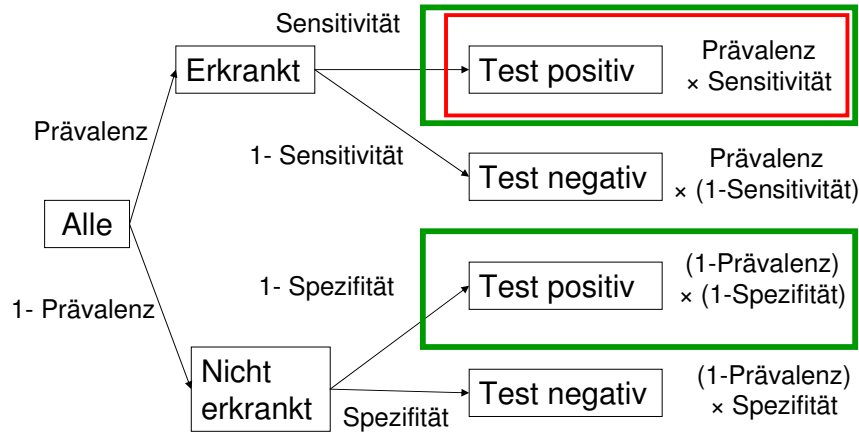 Sensitivität
Erkrankt
Test positiv
Prävalenz
× Sensitivität
Prävalenz
1- Sensitivität
Test negativ
Prävalenz
× (1-Sensitivität)
Alle
1- Prävalenz
1- Spezifität
Test positiv
(1-Prävalenz)
× (1-Spezifität)
Nicht
erkrankt
Spezifität
Test negativ
(1-Prävalenz)
× Spezifität